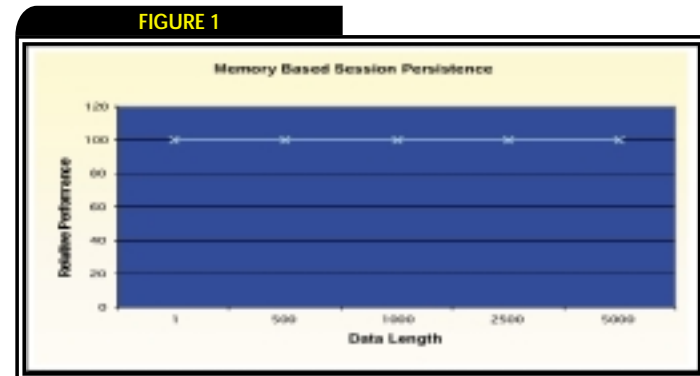 FIGURE 1
Memory Based Session Persistence
Relative Performance
120
100
80
60
40
20
0
1 500 1000 2500 5000
Data Length